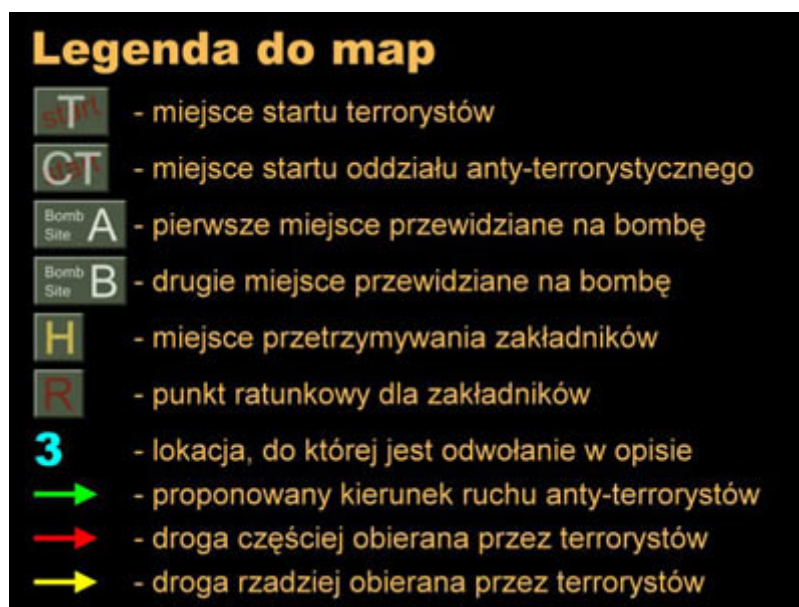 Legenda do map
start T - miejsce startu terrorystów
start CT - miejsce startu oddziału anty-terrorystycznego
Bomb Site A - pierwsze miejsce przewidziane na bombę
Bomb Site B - drugie miejsce przewidziane na bombę
H - miejsce przetrzymywania zakładników
R - punkt ratunkowy dla zakładników
3 - lokacja, do której jest odwołanie w opisie
- proponowany kierunek ruchu anty-terrorystów
- droga częściej obierana przez terrorystów
- droga rzadziej obierana przez terrorystów